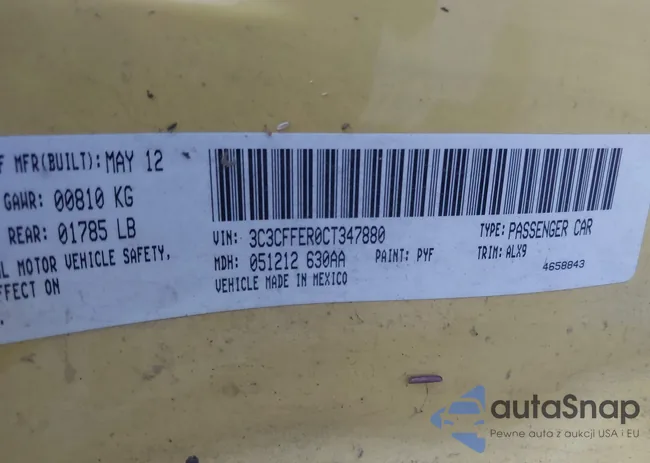 F MFR(BUILT): MAY 12
GAWR: 00810 KG
REAR: 01785 LB
L MOTOR VEHICLE SAFETY,
FFECT ON
VIN: 3C3CFFER0CT347880
TYPE: PASSENGER CAR
MDH: 051212 630AA
PAINT: PYF
TRIM: ALX9
VEHICLE MADE IN MEXICO
4658843
autaSnap
Pewne auta z aukcji USA i EU